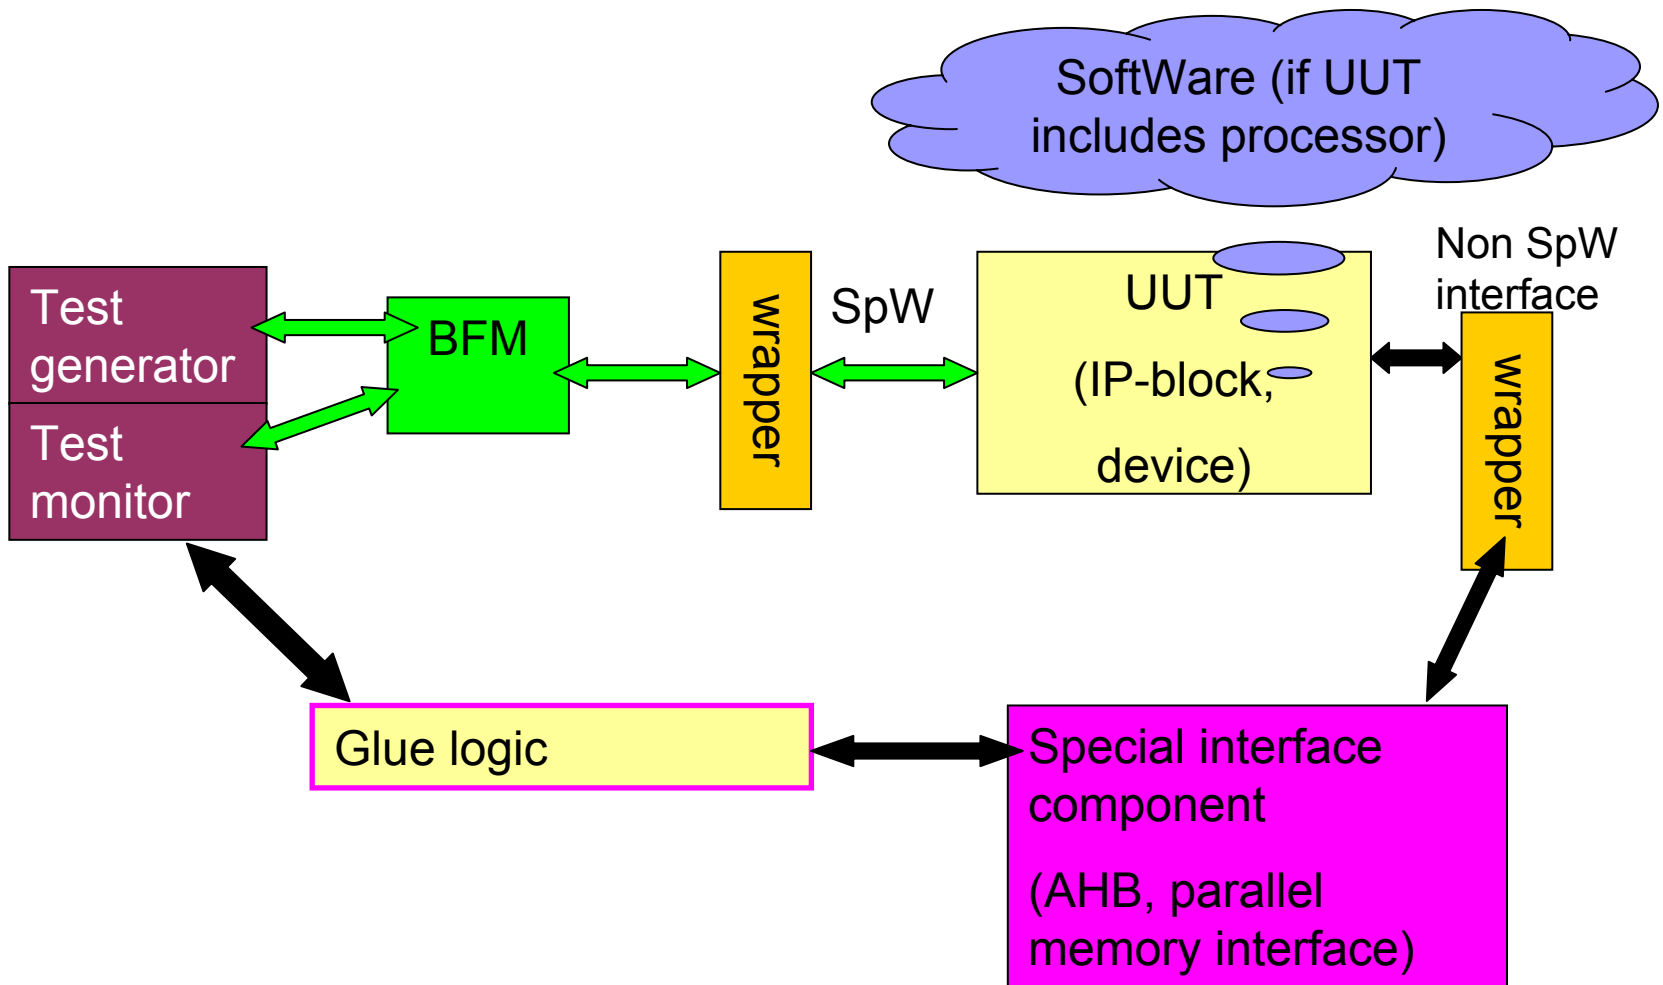 SoftWare (if UUT
includes processor)
Test
generator
Test
monitor
BFM
wrapper
SpW
UUT
(IP-block,
device)
Non SpW
interface
wrapper
Glue logic
Special interface
component
(AHB, parallel
memory interface)